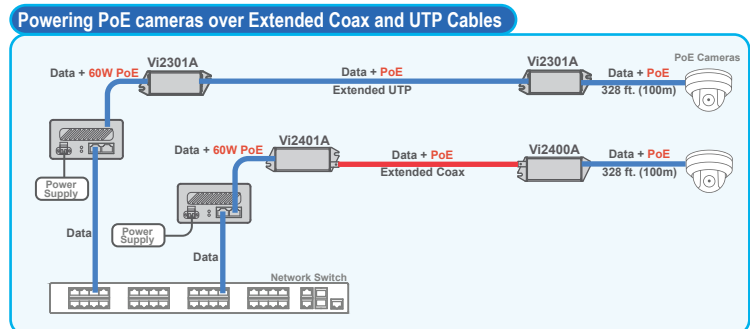 Powering PoE cameras over Extended Coax and UTP Cables
PoE Cameras
Vi2301A
Vi2301A
Data + 60W PoE
Data + PoE
Extended UTP
Data + PoE
328 ft. (100m)
Vi2401A
Vi2400A
Data + 60W PoE
Data + PoE
Extended Coax
Data + PoE
328 ft. (100m)
Power
Supply
Power
Supply
Data
Data
Network Switch